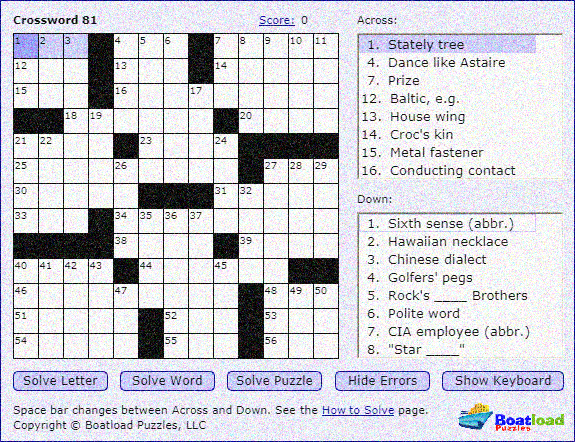 Crossword 81
Score: 0
1 2 3 4 5 6 7 8 9 10 11
12 13 14
15 16 17
18 19 20
21 22 23 24
25 26 27 28 29
30 31 32
33 34 35 36 37
38 39
40 41 42 43 44 45
46 47 48 49 50
51 52 53
54 55 56
Across:
1. Stately tree
4. Dance like Astaire
7. Prize
12. Baltic, e.g.
13. House wing
14. Croc's kin
15. Metal fastener
16. Conducting contact
Down:
1. Sixth sense (abbr.)
2. Hawaiian necklace
3. Chinese dialect
4. Golfers' pegs
5. Rock's ____ Brothers
6. Polite word
7. CIA employee (abbr.)
8. "Star ____"
Solve Letter
Solve Word
Solve Puzzle
Hide Errors
Show Keyboard
Space bar changes between Across and Down. See the How to Solve page.
Copyright © Boatload Puzzles, LLC
Boatload
Puzzles